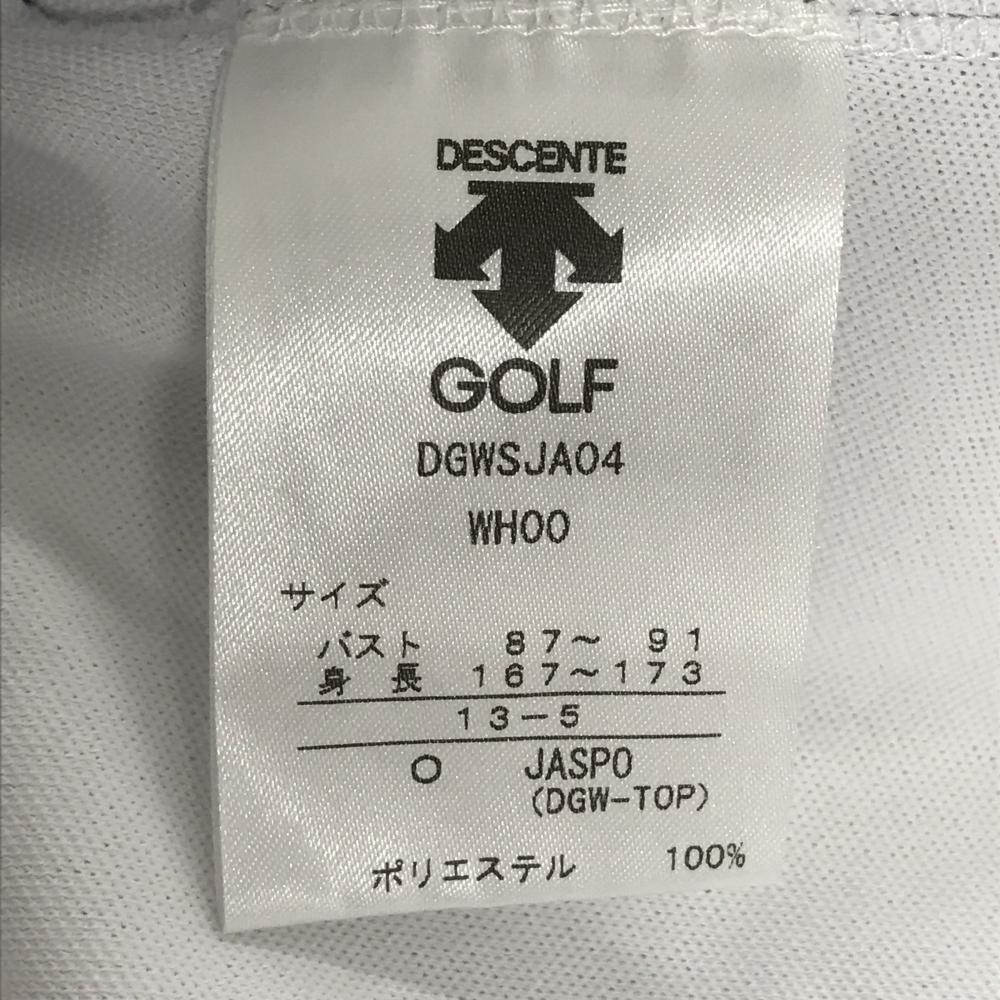 DESCENTE
GOLF
DGWSJA04
WH00
サイズ
バスト 87～ 91
身 長 167～173
13－5
O JASPO
(DGW-TOP)
ポリエステル 100%